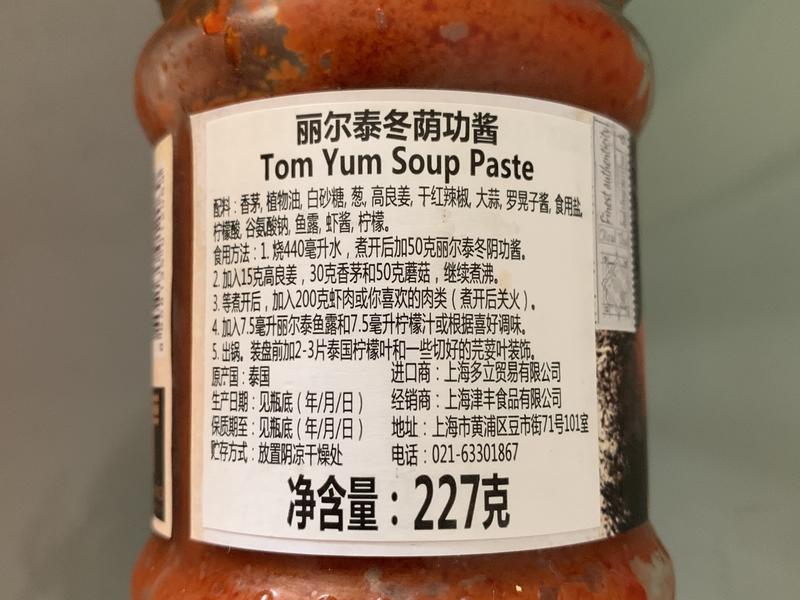 丽尔泰冬荫功酱
Tom Yum Soup Paste
配料：香茅, 植物油, 白砂糖, 葱, 高良姜, 干红辣椒, 大蒜, 罗晃子酱, 食用盐,
柠檬酸, 谷氨酸钠, 鱼露, 虾酱, 柠檬。
食用方法：1. 烧440毫升水，煮开后加50克丽尔泰冬阴功酱。
2. 加入15克高良姜，30克香茅和50克蘑菇，继续煮沸。
3. 等煮开后，加入200克虾肉或你喜欢的肉类（煮开后关火）。
4. 加入7.5毫升丽尔泰鱼露和7.5毫升柠檬汁或根据喜好调味。
5. 出锅。装盘前加2-3片泰国柠檬叶和一些切好的芫荽叶装饰。
原产国：泰国 进口商：上海多立贸易有限公司
生产日期：见瓶底（年/月/日） 经销商：上海津丰食品有限公司
保质期至：见瓶底（年/月/日） 地址：上海市黄浦区豆市街71号101室
贮存方式：放置阴凉干燥处 电话：021-63301867
净含量：227克
Finest authenticity